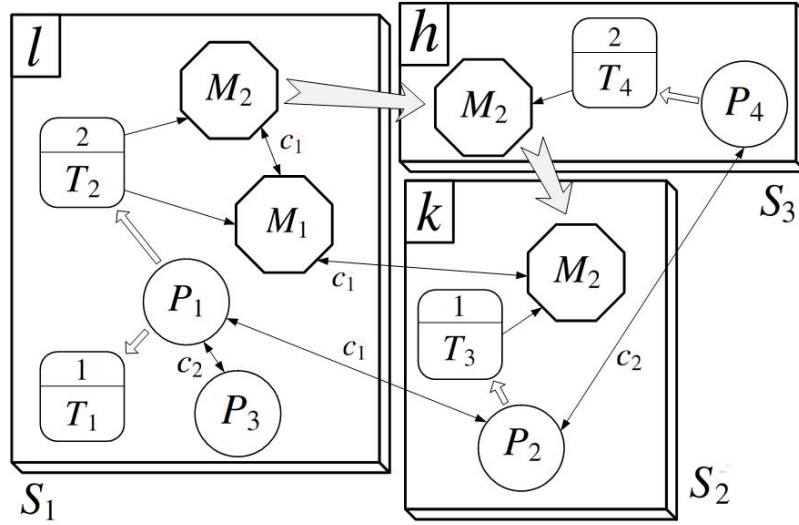 l
M₂
2
T₂
c₁
M₁
c₁
P₁
c₁
c₂
1
T₁
P₃
S₁
h
2
T₄
M₂
P₄
S₃
k
M₂
1
T₃
c₂
P₂
S₂